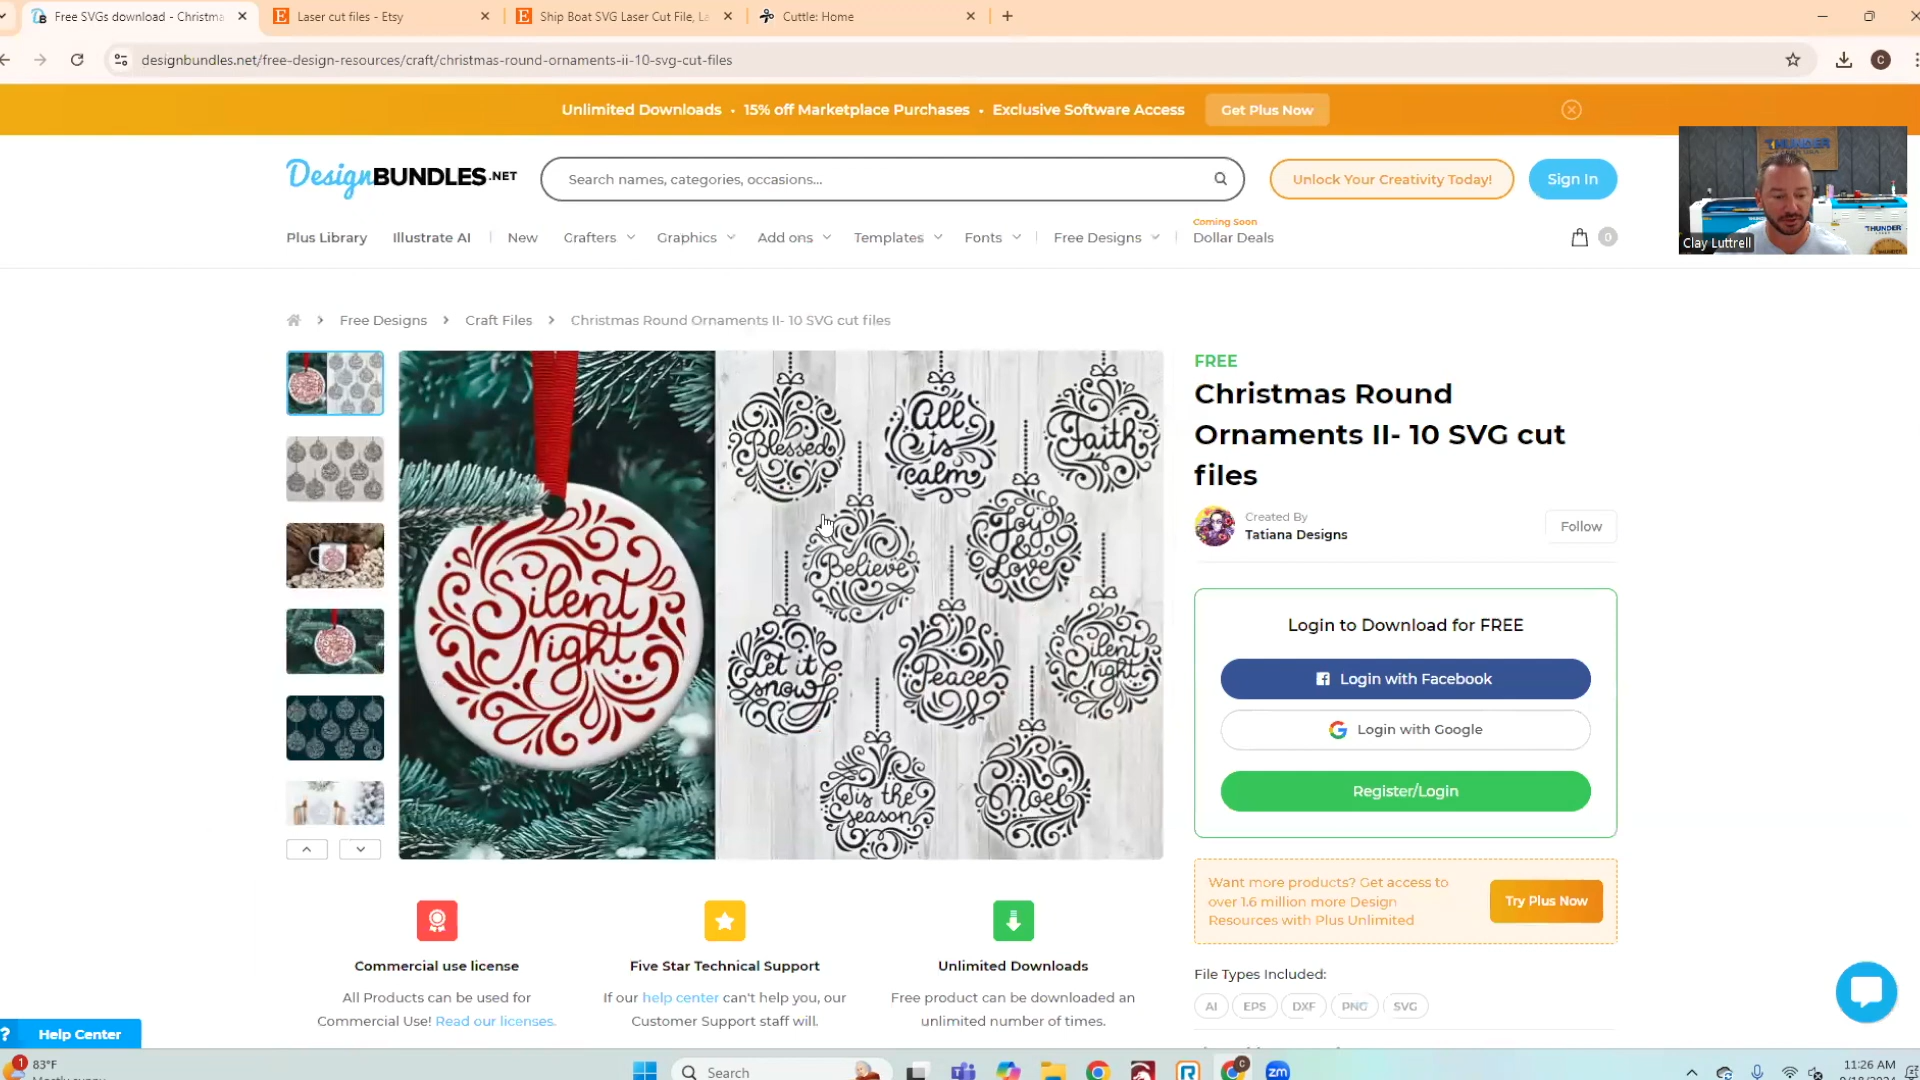 Free SVGs download - Christma
Laser cut files - Etsy
Ship Boat SVG Laser Cut File, La
Cuttle: Home
designbundles.net/free-design-resources/craft/christmas-round-ornaments-ii-10-svg-cut-files
C
Unlimited Downloads • 15% off Marketplace Purchases • Exclusive Software Access
Get Plus Now
DesignBUNDLES.NET
Search names, categories, occasions...
Unlock Your Creativity Today!
Sign In
THUNDER
THUNDER
Clay Luttrell
Plus Library
Illustrate AI
New
Crafters
Graphics
Add ons
Templates
Fonts
Free Designs
Coming Soon
Dollar Deals
0
Free Designs
Craft Files
Christmas Round Ornaments II- 10 SVG cut files
Silent
Night
Blessed
All
is
calm
Faith
Believe
Joy
&
Love
Let it
snow
Peace
Silent
Night
Tis the
season
Noel
FREE
Christmas Round
Ornaments II- 10 SVG cut
files
Created By
Tatiana Designs
Follow
Login to Download for FREE
Login with Facebook
Login with Google
Register/Login
Want more products? Get access to
over 1.6 million more Design
Resources with Plus Unlimited
Try Plus Now
File Types Included:
AI
EPS
DXF
PNG
SVG
Commercial use license
All Products can be used for
Commercial Use! Read our licenses.
Five Star Technical Support
If our help center can't help you, our
Customer Support staff will.
Unlimited Downloads
Free product can be downloaded an
unlimited number of times.
? Help Center
1
83°F
Search
C
zm
11:26 AM